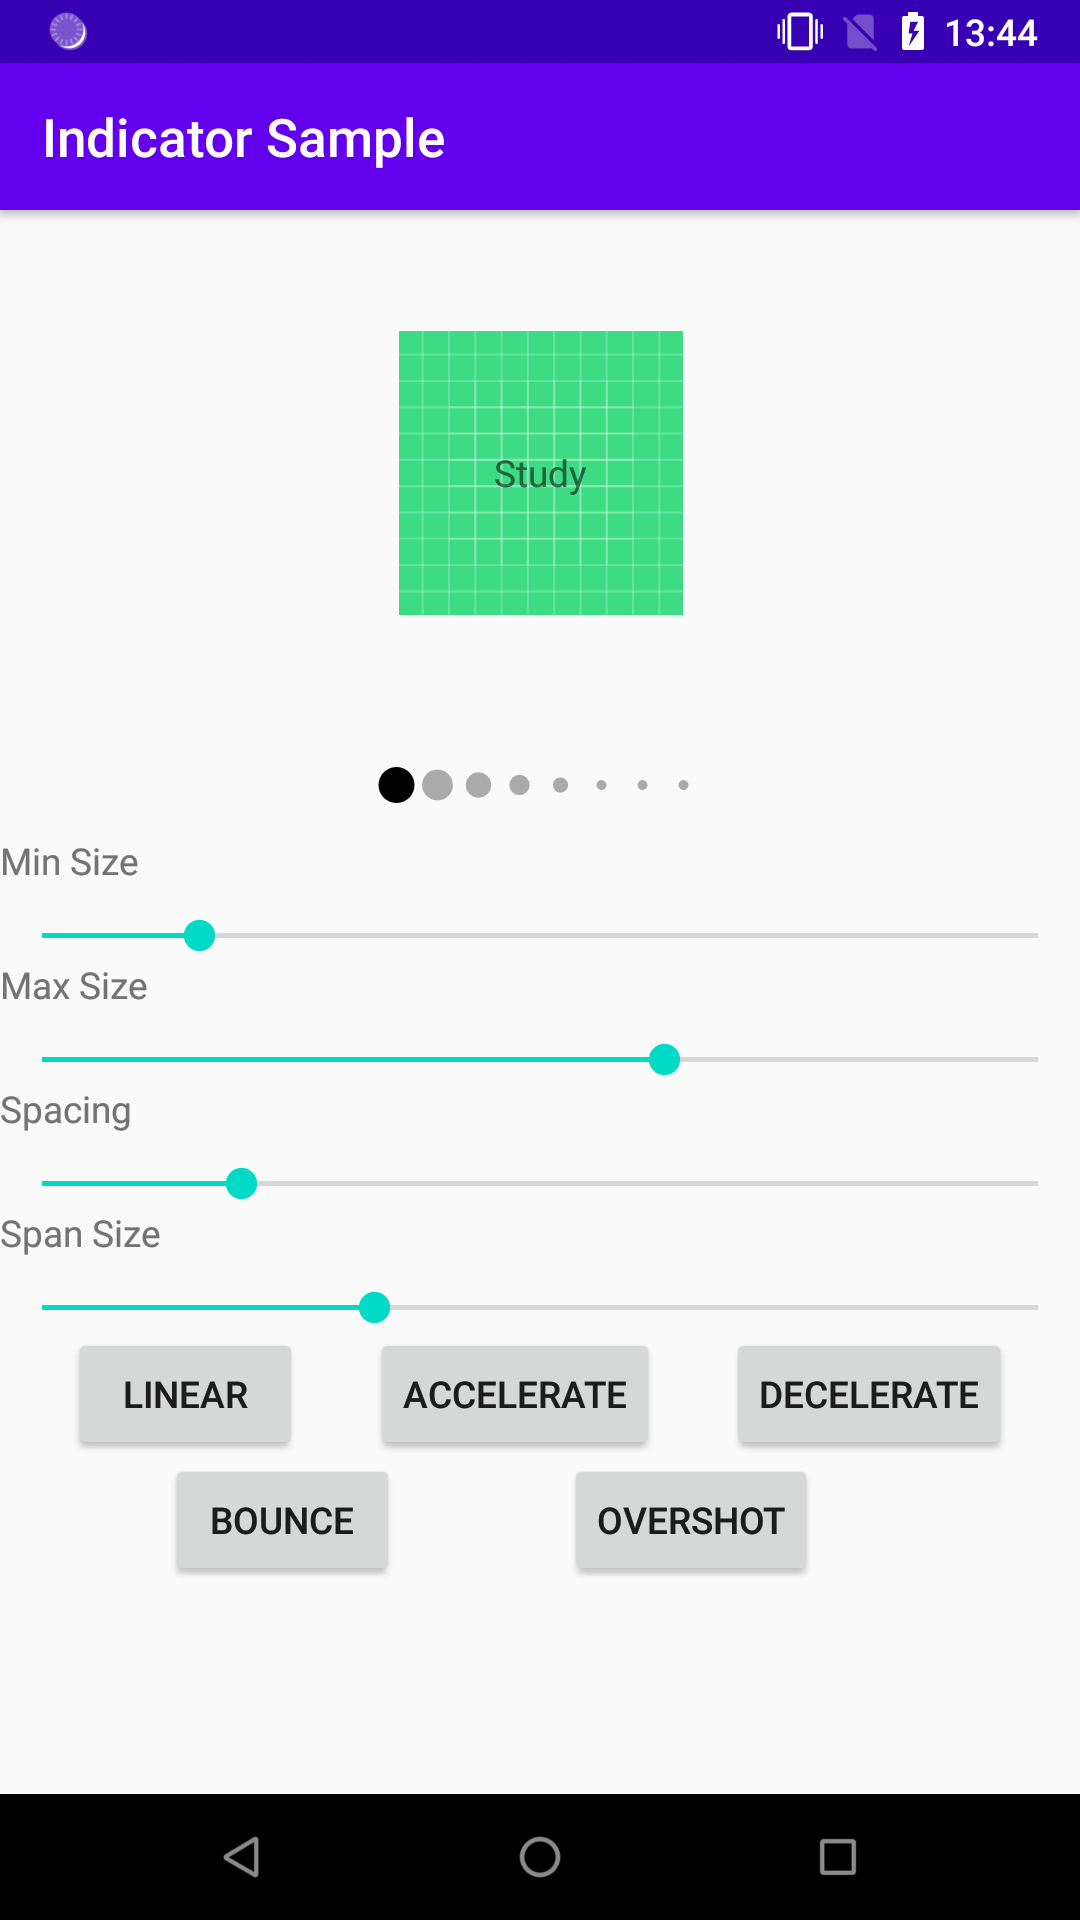 13:44
Indicator Sample
Study
Min Size
Max Size
Spacing
Span Size
LINEAR ACCELERATE DECELERATE
BOUNCE OVERSHOT